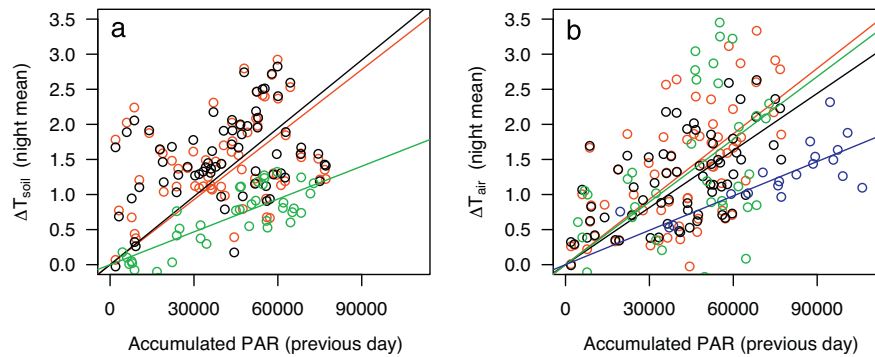 a
3.5
3.0
2.5
2.0
1.5
1.0
0.5
0.0
ΔTsoil (night mean)
0 30000 60000 90000
Accumulated PAR (previous day)
b
3.5
3.0
2.5
2.0
1.5
1.0
0.5
0.0
ΔTair (night mean)
0 30000 60000 90000
Accumulated PAR (previous day)